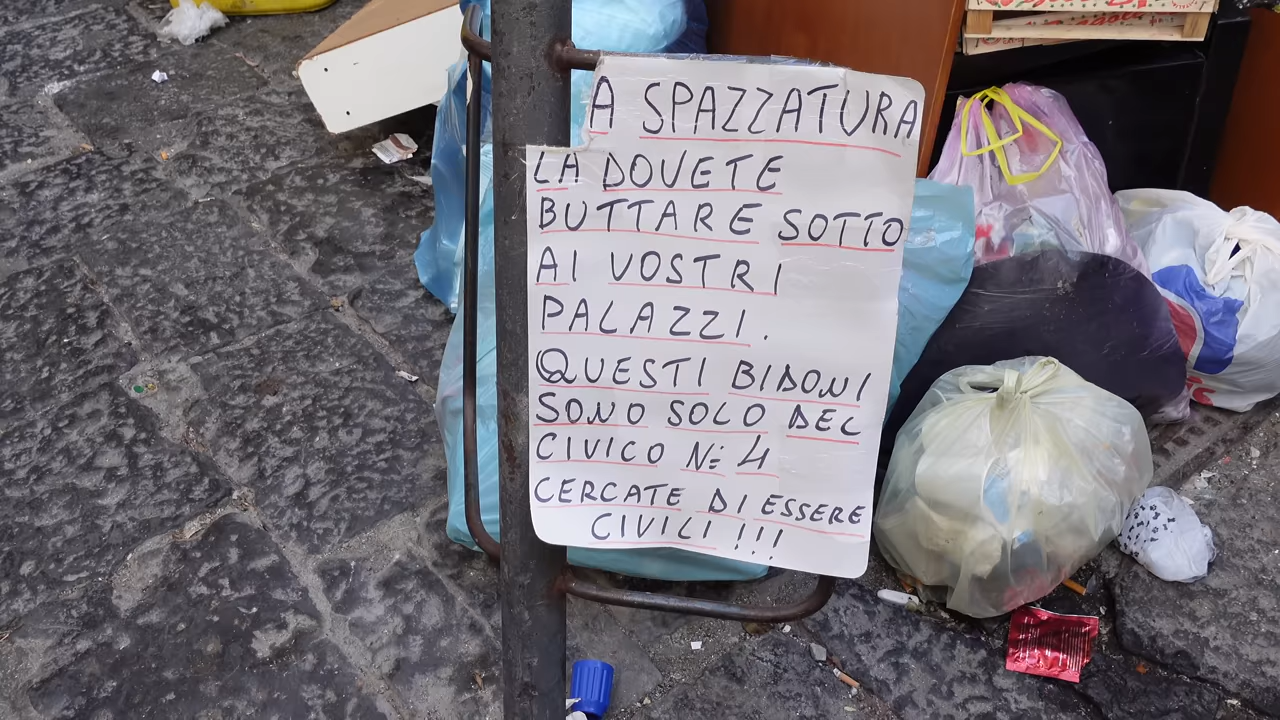 A SPAZZATURA
LA DOVETE
BUTTARE SOTTO
AI VOSTRI
PALAZZI.
QUESTI BIDONI
SONO SOLO DEL
CIVICO N: 4
CERCATE DI ESSERE
CIVILI !!!